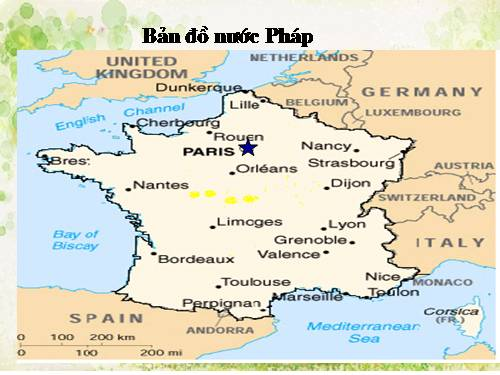 Bản đồ nước Pháp
NETHERLANDS
UNITED
KINGDOM
Dunkerque
GERMANY
Lille
BELGIUM
LUXEMBOURG
English Channel
Cherbourg
Rouen
PARIS
Nancy
Strasbourg
Bres:
Orléans
AUSTRIA
Nantes
Dijon
SWITZERLAND
Limoges
Lyon
Bay of
Biscay
Grenoble
ITALY
Bordeaux
Valence
Toulouse
Nice
MONACO
Perpignan
Marseille
Toulon
Corsica
(FR.)
SPAIN
ANDORRA
Mediterranean
Sea
0 100 200 km
0 100 200 mi